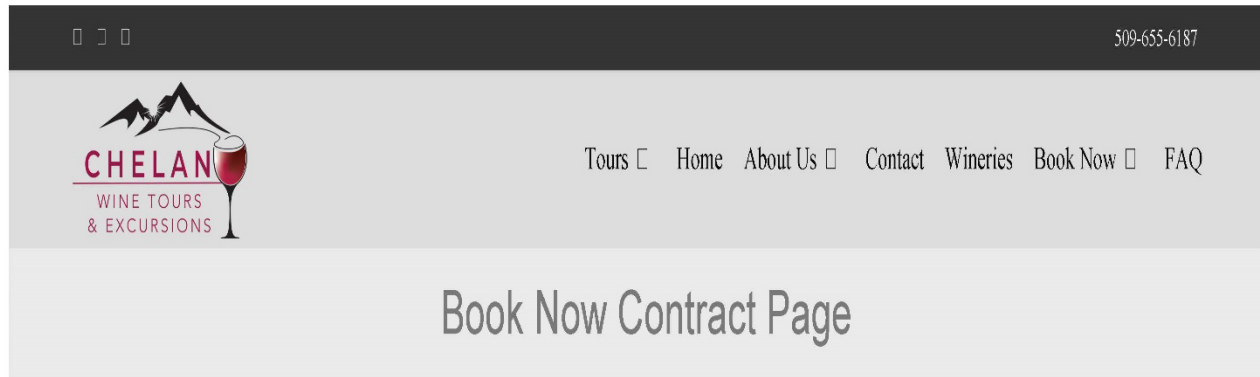 509-655-6187
CHELAN
WINE TOURS
& EXCURSIONS
Tours Home About Us Contact Wineries Book Now FAQ
Book Now Contract Page